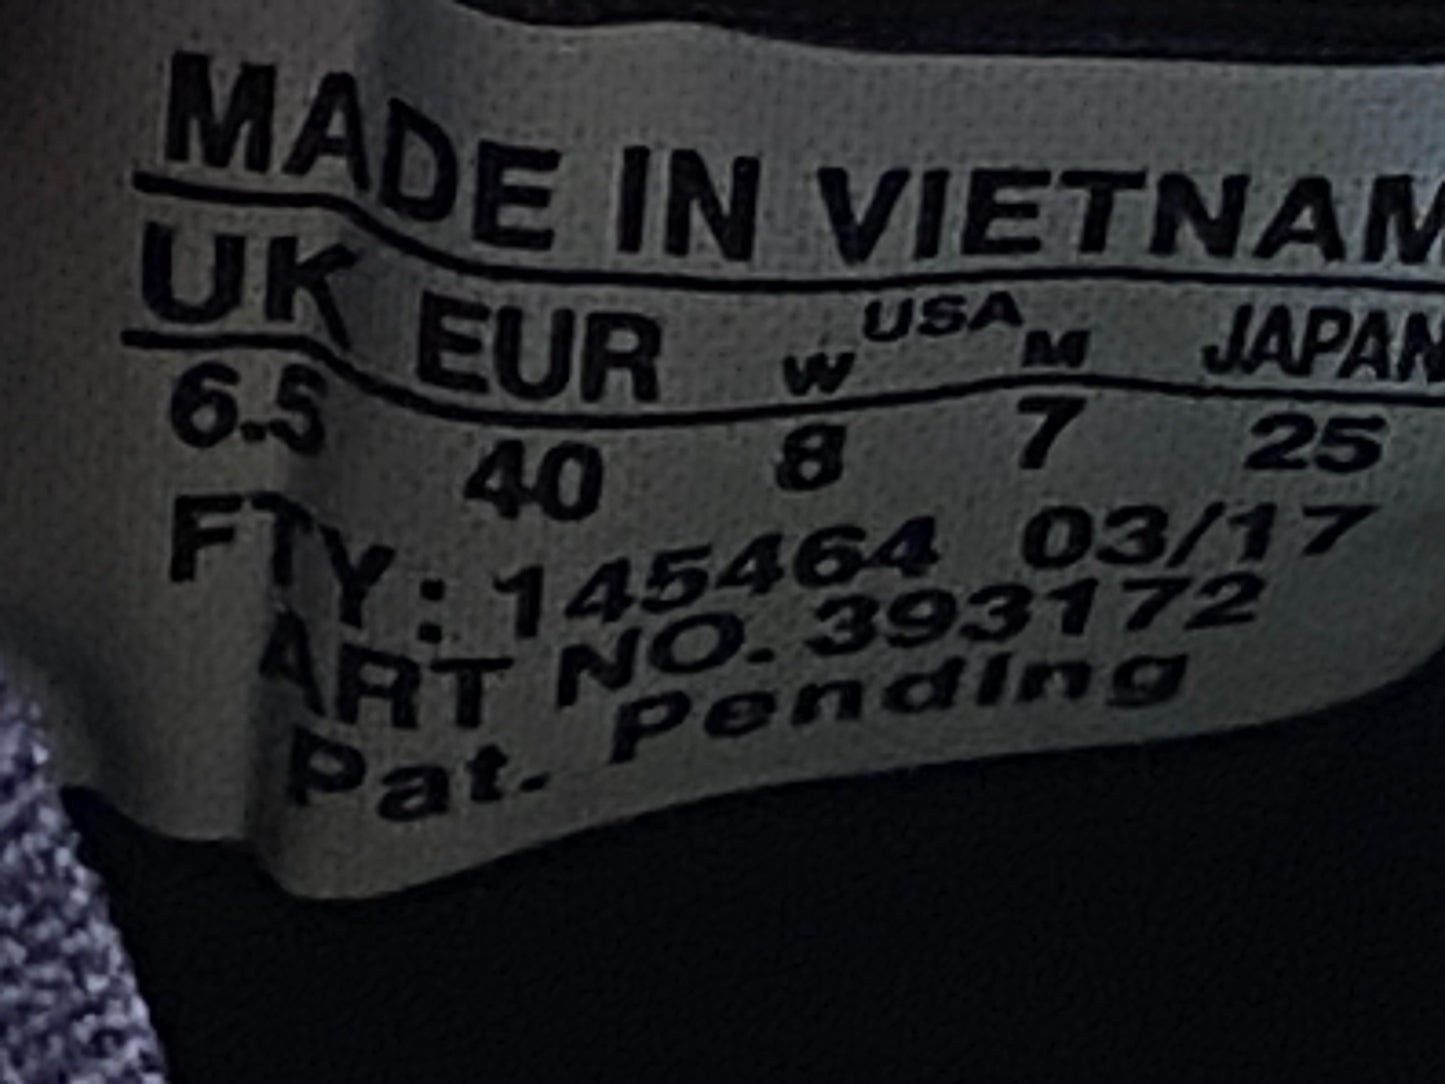 MADE IN VIETNAM
UK EUR W USA M JAPAN
6.5 40 8 7 25
FTY: 145464 03/17
ART NO. 393172
Pat. Pending